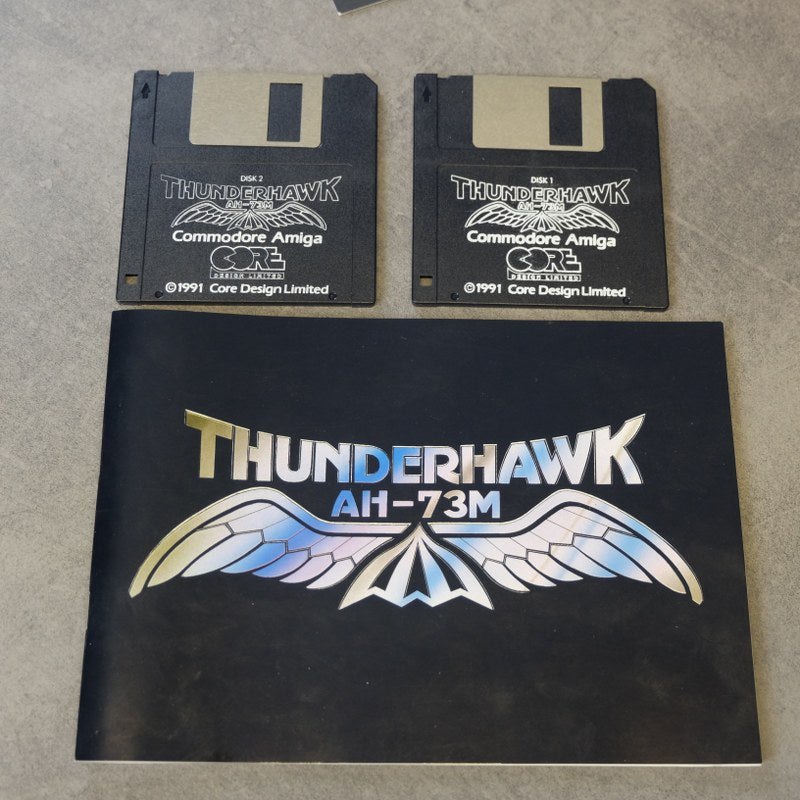 DISK 2
THUNDERHAWK
AH-73M
Commodore Amiga
CORE
DESIGN LIMITED
©1991 Core Design Limited
DISK 1
THUNDERHAWK
AH-73M
Commodore Amiga
CORE
DESIGN LIMITED
©1991 Core Design Limited
THUNDERHAWK
AH-73M